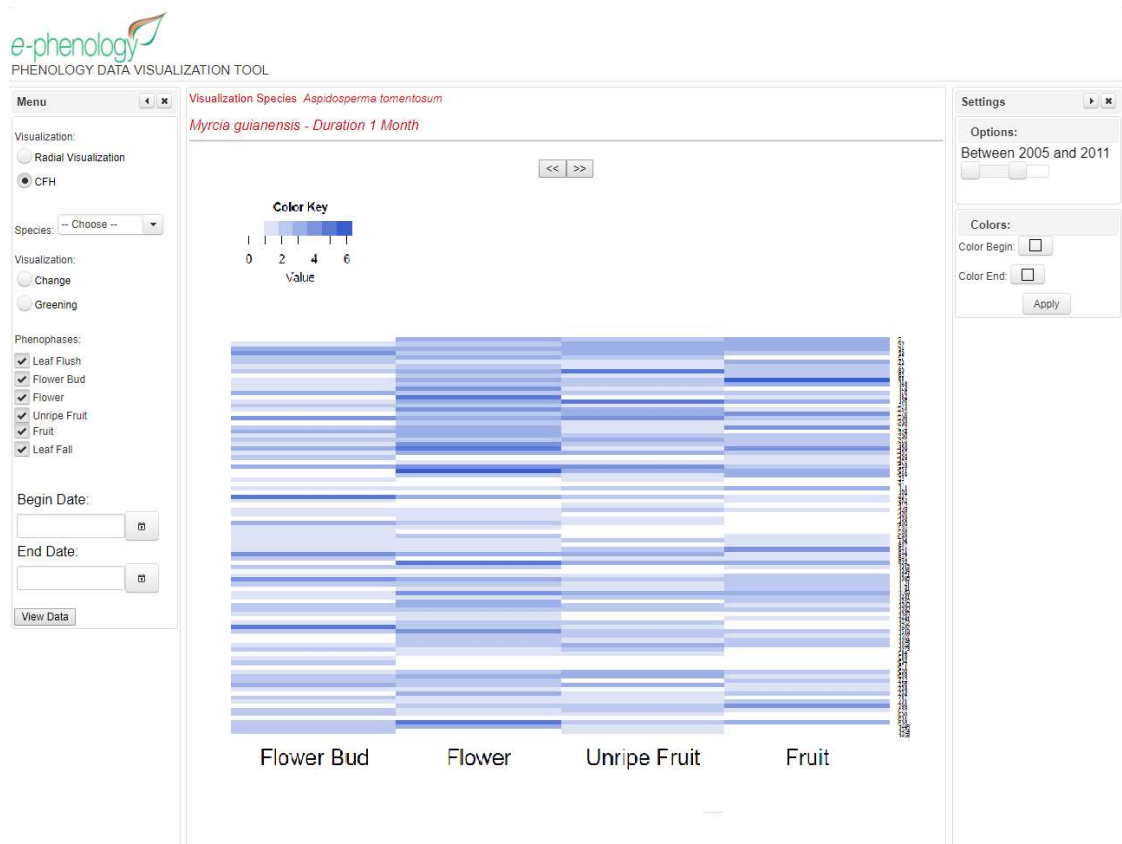 e-phenology
PHENOLOGY DATA VISUALIZATION TOOL
Menu
Visualization:
Radial Visualization
CFH
Species: -- Choose --
Visualization:
Change
Greening
Phenophases:
Leaf Flush
Flower Bud
Flower
Unripe Fruit
Fruit
Leaf Fall
Begin Date:
End Date:
View Data
Visualization Species Aspidosperma tomentosum
Myrcia guianensis - Duration 1 Month
<< >>
Color Key
0 2 4 6
Value
Flower Bud Flower Unripe Fruit Fruit
Settings
Options:
Between 2005 and 2011
Colors:
Color Begin:
Color End:
Apply